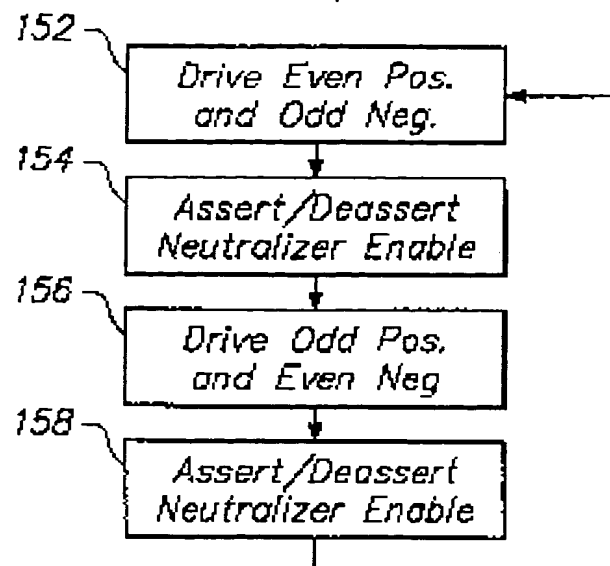 152
Drive Even Pos.
and Odd Neg.
154
Assert/Deassert
Neutralizer Enable
156
Drive Odd Pos.
and Even Neg
158
Assert/Deassert
Neutralizer Enable